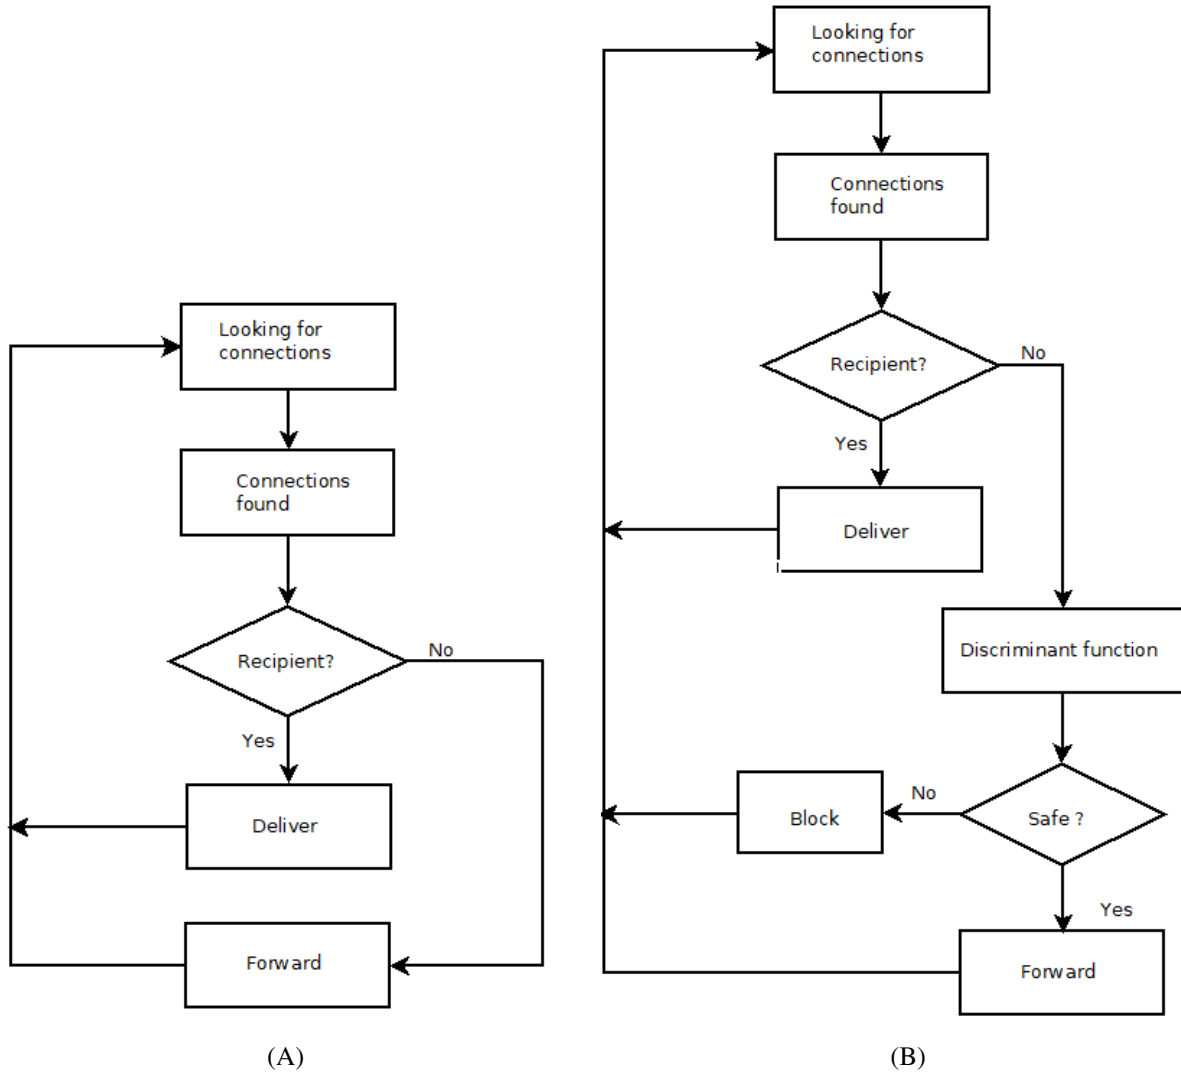 Looking for
connections
Connections
found
Recipient?
No
Yes
Deliver
Forward
(A)
Looking for
connections
Connections
found
Recipient?
No
Yes
Deliver
Discriminant function
Safe ?
No
Block
Yes
Forward
(B)